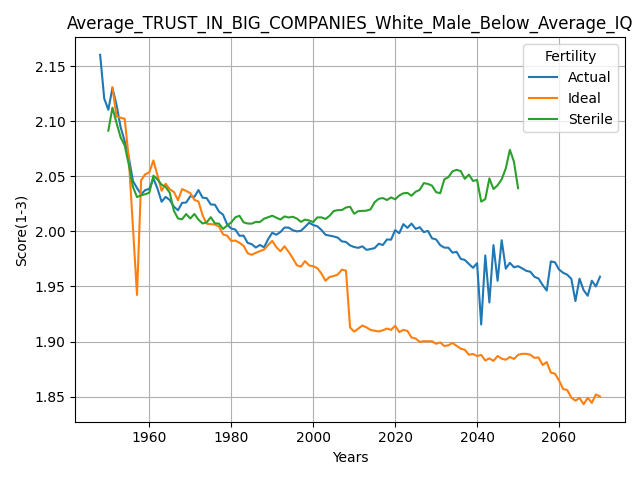 Average_TRUST_IN_BIG_COMPANIES_White_Male_Below_Average_IQ
Fertility
Actual
Ideal
Sterile
Score(1-3)
2.15
2.10
2.05
2.00
1.95
1.90
1.85
1960
1980
2000
2020
2040
2060
Years